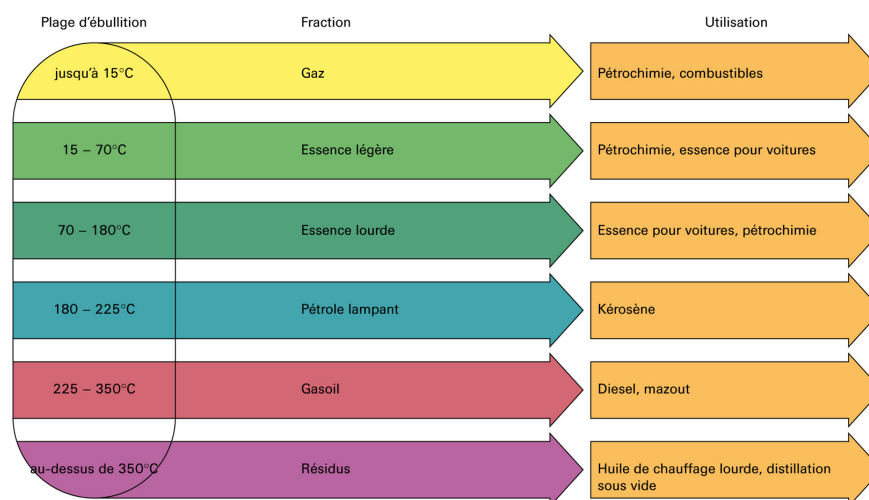 Plage d'ébullition Fraction Utilisation
jusqu'à 15°C Gaz Pétrochimie, combustibles
15 – 70°C Essence légère Pétrochimie, essence pour voitures
70 – 180°C Essence lourde Essence pour voitures, pétrochimie
180 – 225°C Pétrole lampant Kérosène
225 – 350°C Gasoil Diesel, mazout
au-dessus de 350°C Résidus Huile de chauffage lourde, distillation
sous vide